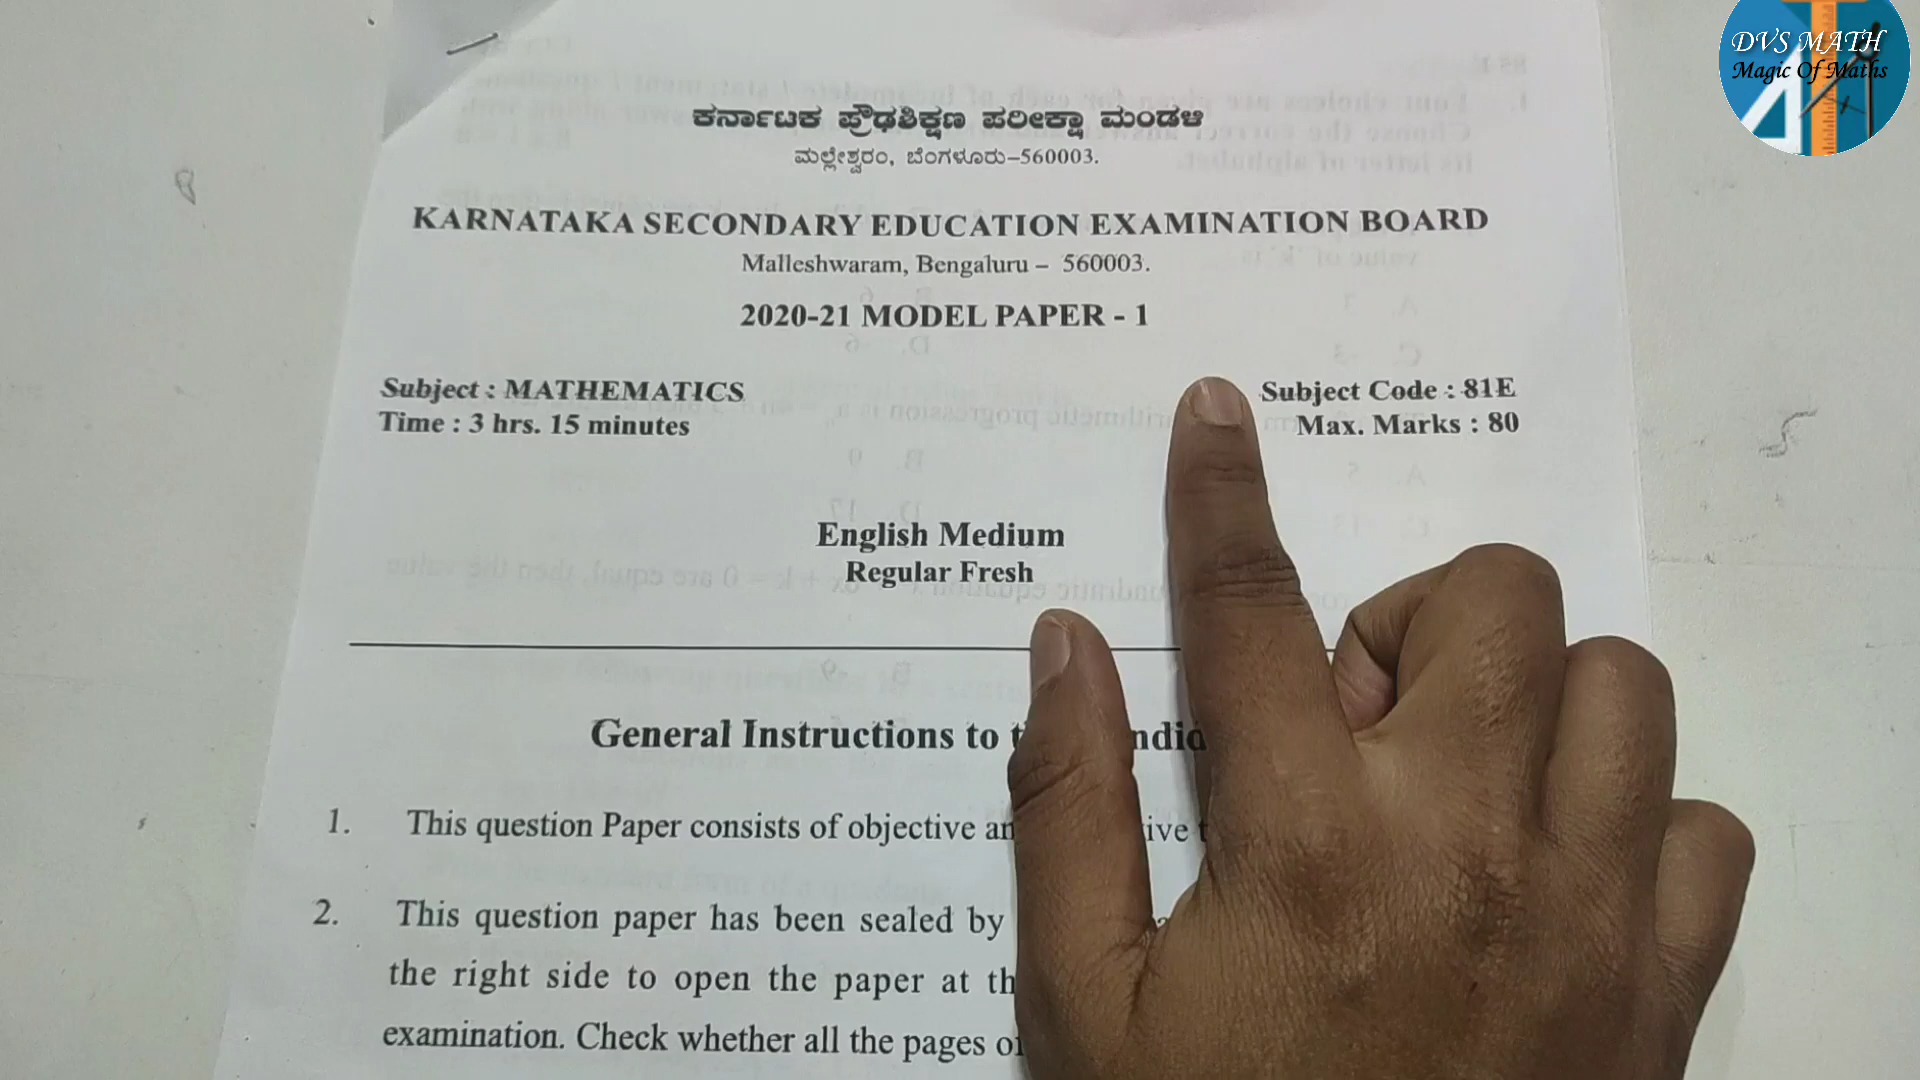 DVS MATH
Magic Of Maths
ಕರ್ನಾಟಕ ಪ್ರೌಢಶಿಕ್ಷಣ ಪರೀಕ್ಷಾ ಮಂಡಳಿ
ಮಲ್ಲೇಶ್ವರಂ, ಬೆಂಗಳೂರು–560003.
KARNATAKA SECONDARY EDUCATION EXAMINATION BOARD
Malleshwaram, Bengaluru – 560003.
2020-21 MODEL PAPER - 1
Subject : MATHEMATICS Subject Code : 81E
Time : 3 hrs. 15 minutes Max. Marks : 80
English Medium
Regular Fresh
General Instructions to
1. This question Paper consists of objective
2. This question paper has been sealed by
the right side to open the paper at
examination. Check whether all the pages